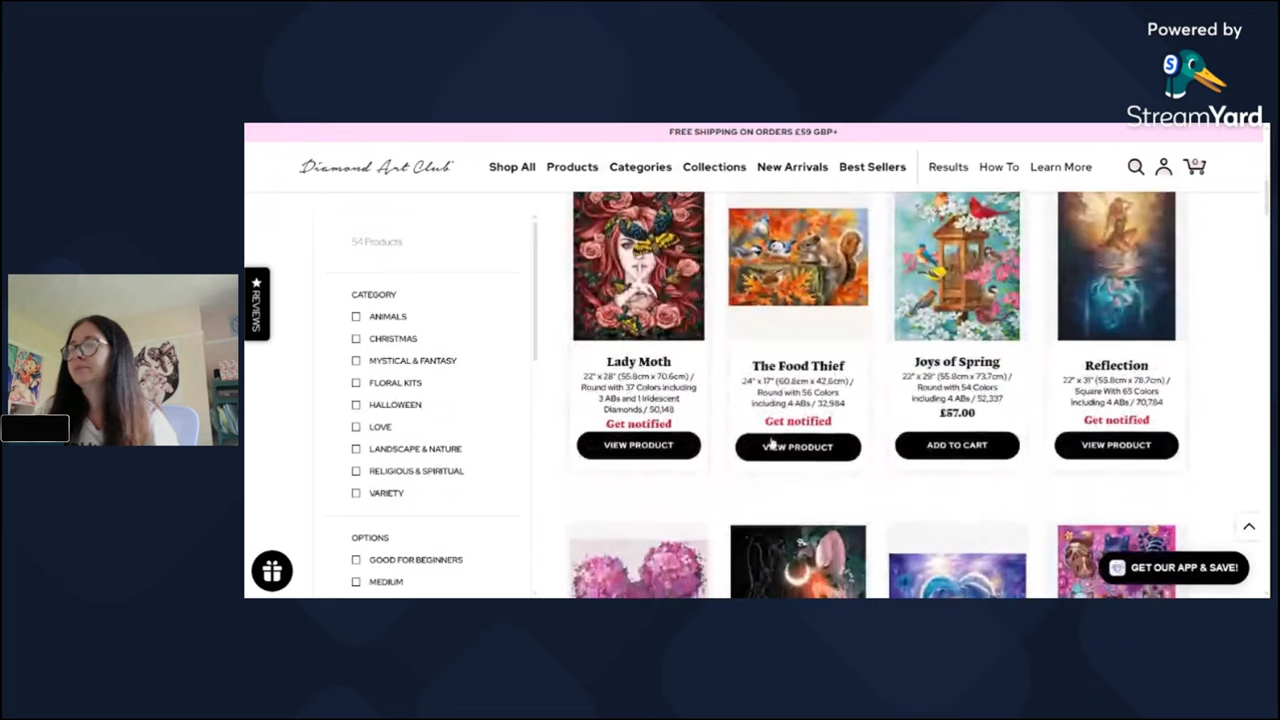 Powered by
S
StreamYard
FREE SHIPPING ON ORDERS £59 GBP+
Diamond Art Club
Shop All Products Categories Collections New Arrivals Best Sellers Results How To Learn More
0
54 Products
CATEGORY
ANIMALS
CHRISTMAS
MYSTICAL & FANTASY
FLORAL KITS
HALLOWEEN
LOVE
LANDSCAPE & NATURE
RELIGIOUS & SPIRITUAL
VARIETY
OPTIONS
GOOD FOR BEGINNERS
MEDIUM
★ REVIEWS
Lady Moth
22" x 28" (55.8cm x 70.6cm) /
Round with 37 Colors including
3 ABs and 1 Iridescent
Diamonds / 50,148
Get notified
VIEW PRODUCT
The Food Thief
24" x 17" (60.8cm x 42.6cm) /
Round with 56 Colors
including 4 ABs / 32,984
Get notified
VIEW PRODUCT
Joys of Spring
22" x 29" (55.8cm x 73.7cm) /
Round with 54 Colors
including 4 ABs / 52,337
£57.00
ADD TO CART
Reflection
22" x 31" (55.8cm x 78.7cm) /
Square With 65 Colors
including 4 ABs / 70,784
Get notified
VIEW PRODUCT
GET OUR APP & SAVE!